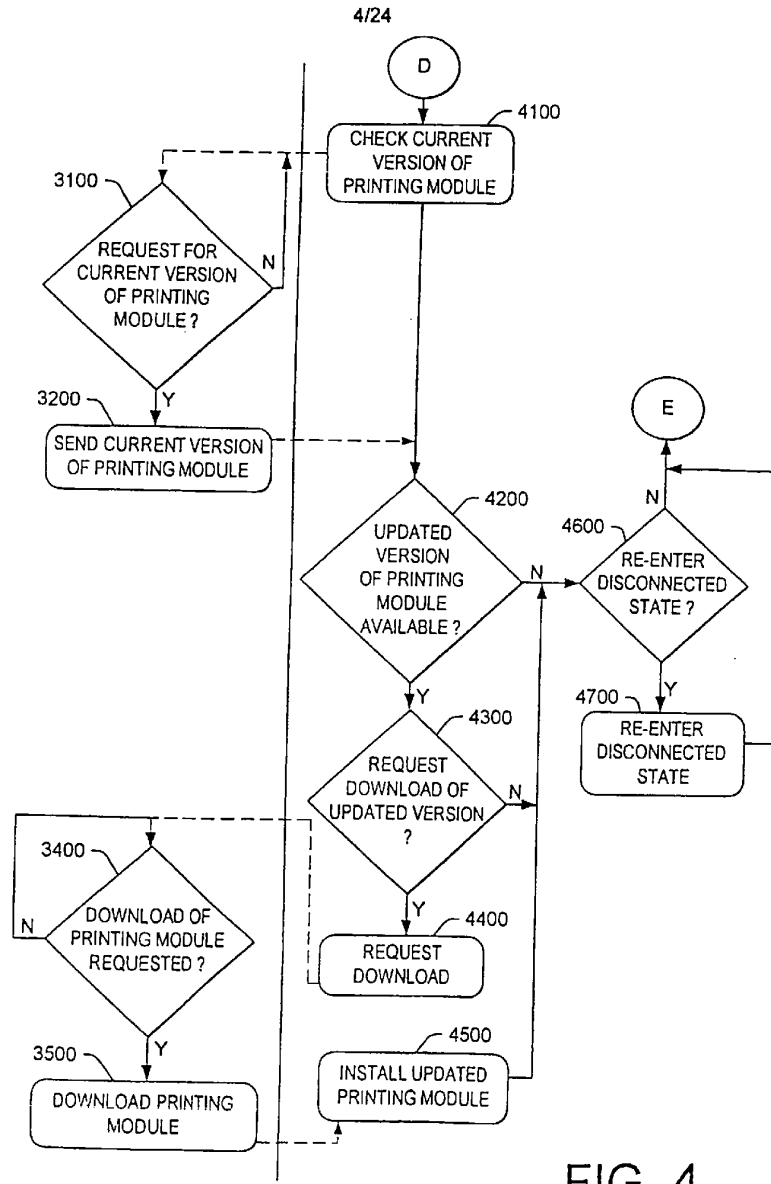 4/24
D
4100
CHECK CURRENT
VERSION OF
PRINTING MODULE
3100
REQUEST FOR
CURRENT VERSION
OF PRINTING
MODULE ?
N
Y
3200
SEND CURRENT VERSION
OF PRINTING MODULE
E
4200
UPDATED
VERSION
OF PRINTING
MODULE
AVAILABLE ?
N
Y
4600
RE-ENTER
DISCONNECTED
STATE ?
N
Y
4700
RE-ENTER
DISCONNECTED
STATE
4300
REQUEST
DOWNLOAD OF
UPDATED VERSION
?
N
Y
3400
DOWNLOAD OF
PRINTING MODULE
REQUESTED ?
N
Y
4400
REQUEST
DOWNLOAD
3500
DOWNLOAD PRINTING
MODULE
4500
INSTALL UPDATED
PRINTING MODULE
FIG. 4